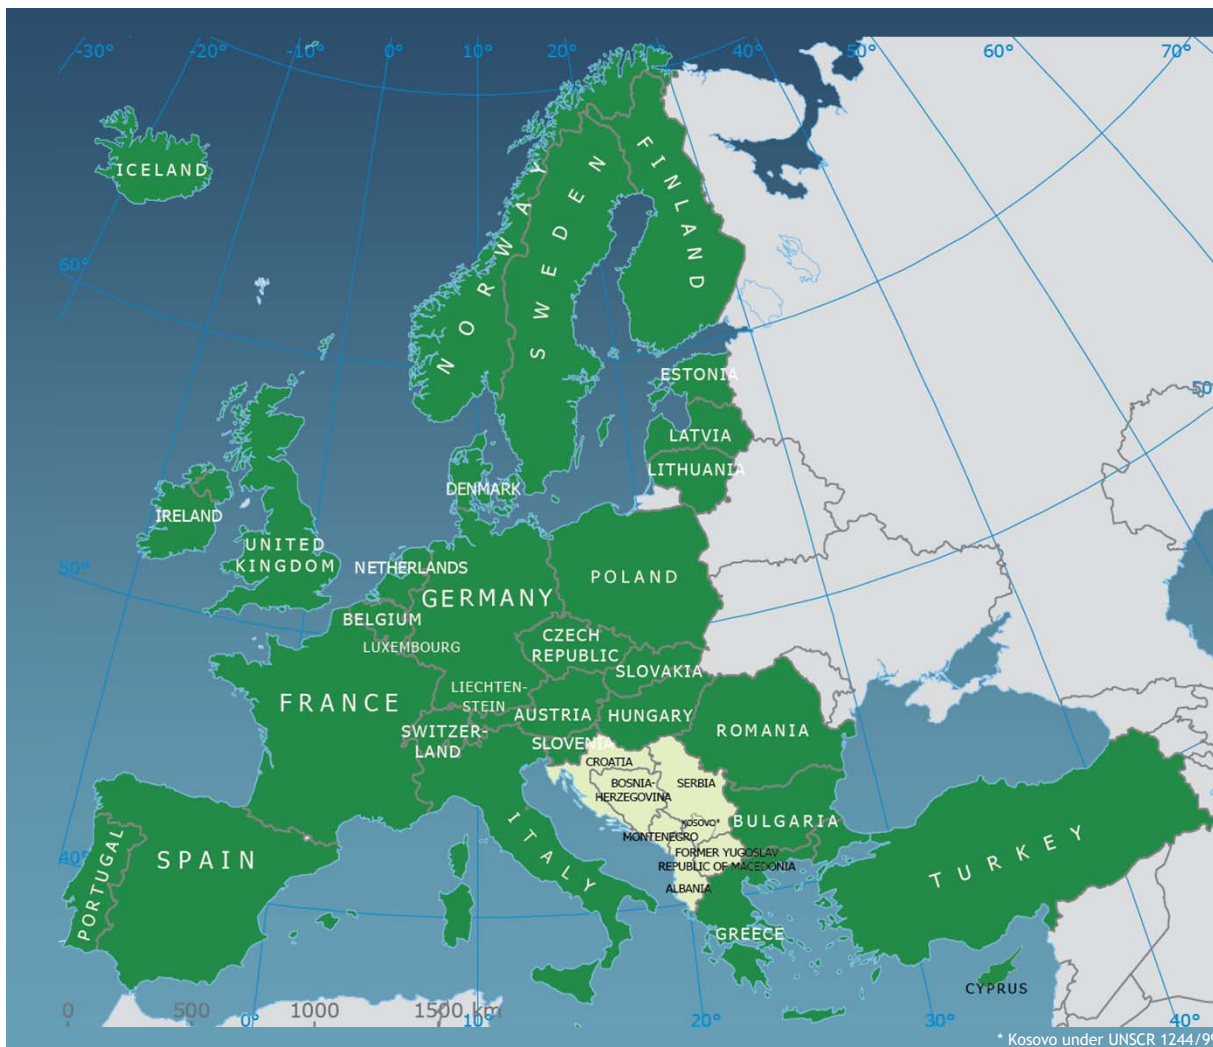 -30°
-20°
-10°
0°
10°
20°
30°
40°
50°
60°
70°
ICELAND
NORWAY
SWEDEN
FINLAND
60°
ESTONIA
50°
LATVIA
LITHUANIA
DENMARK
IRELAND
UNITED
KINGDOM
NETHERLANDS
50°
POLAND
GERMANY
BELGIUM
LUXEMBOURG
CZECH
REPUBLIC
SLOVAKIA
LIECHTEN-
STEIN
FRANCE
AUSTRIA
HUNGARY
SWITZER-
LAND
ROMANIA
SLOVENIA
CROATIA
BOSNIA-
HERZEGOVINA
SERBIA
KOSOVO*
MONTENEGRO
BULGARIA
FORMER YUGOSLAV
REPUBLIC OF MACEDONIA
ALBANIA
40°
PORTUGAL
SPAIN
ITALY
TURKEY
GREECE
CYPRUS
0 500 1000 1500 km
0°
10°
20°
30°
40°
* Kosovo under UNSCR 1244/99